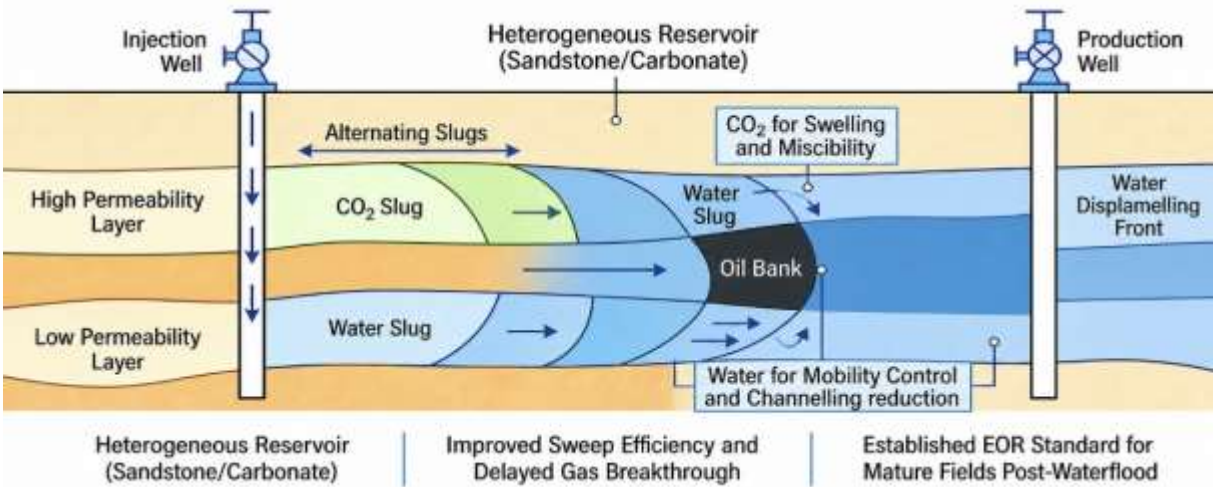 Injection
Well
Heterogeneous Reservoir
(Sandstone/Carbonate)
Production
Well
Alternating Slugs
CO₂ for Swelling
and Miscibility
High Permeability
Layer
CO₂ Slug
Water
Slug
Water
Displamelling
Front
Oil Bank
Low Permeability
Layer
Water Slug
Water for Mobility Control
and Channelling reduction
Heterogeneous Reservoir
(Sandstone/Carbonate)
Improved Sweep Efficiency and
Delayed Gas Breakthrough
Established EOR Standard for
Mature Fields Post-Waterflood